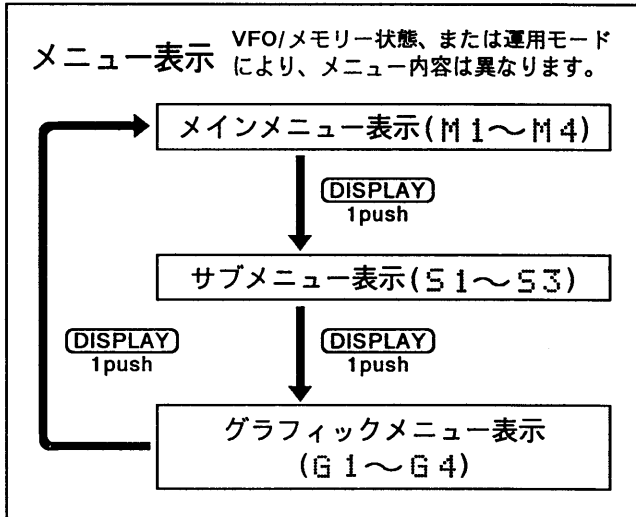 メニュー表示
VFO/メモリー状態、または運用モード
により、メニュー内容は異なります。
メインメニュー表示(M1～M4)
DISPLAY
1push
サブメニュー表示(S1～S3)
DISPLAY
1push
DISPLAY
1push
グラフィックメニュー表示
(G1～G4)